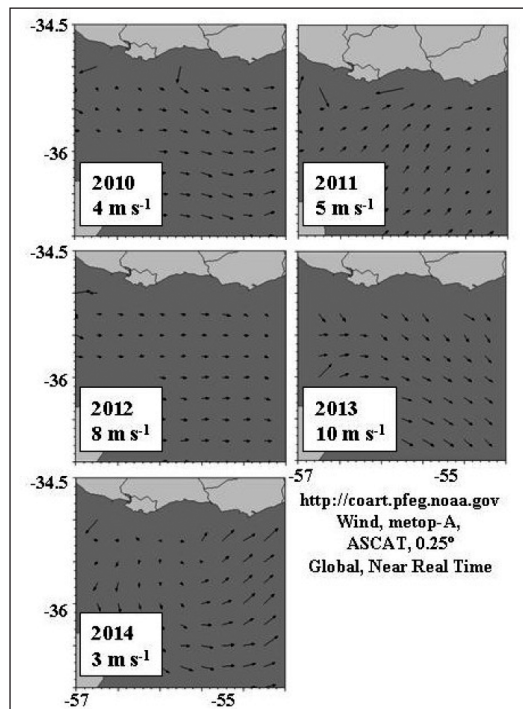 -34.5
-36
2010
4 m s-1
2011
5 m s-1
-34.5
-36
2012
8 m s-1
2013
10 m s-1
-57
-55
-34.5
-36
2014
3 m s-1
-57
-55
http://coart.pfeg.noaa.gov
Wind, metop-A,
ASCAT, 0.25º
Global, Near Real Time